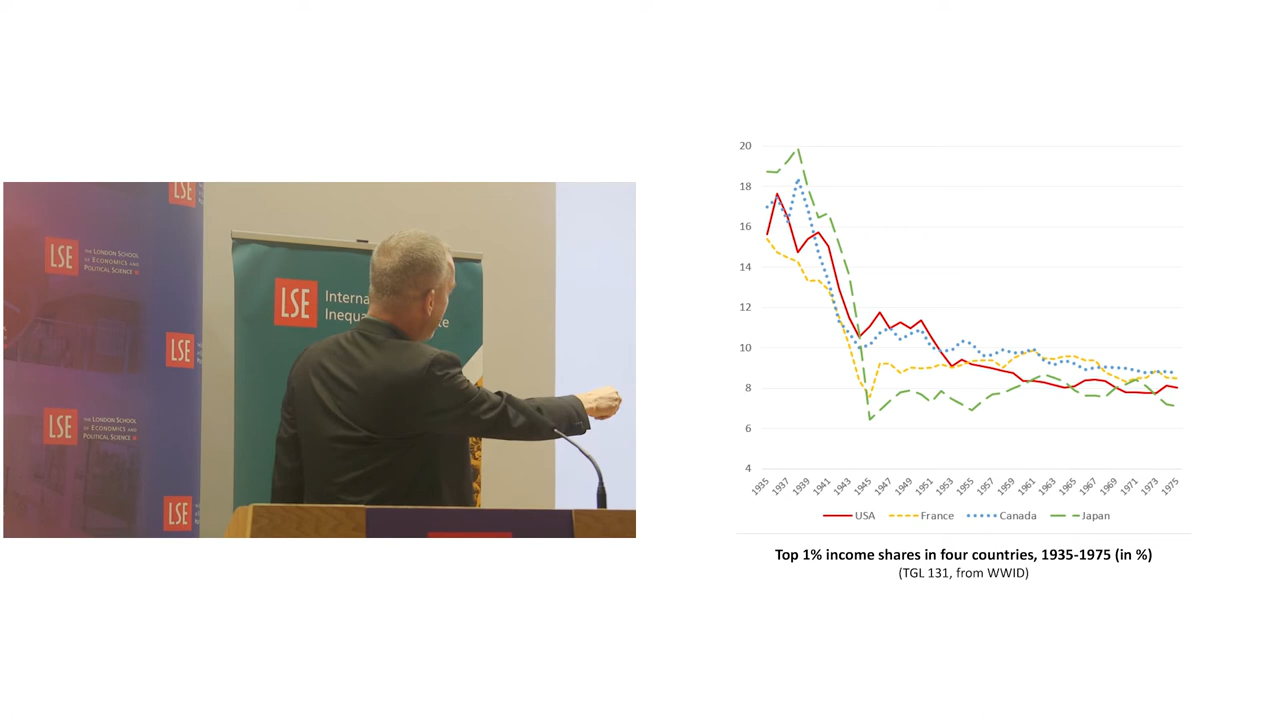 LSE
LSE
THE LONDON SCHOOL
OF ECONOMICS AND
POLITICAL SCIENCE
LSE
LSE
THE LONDON SCHOOL
OF ECONOMICS AND
POLITICAL SCIENCE
LSE
LSE
Interna
Inequa
te
20
18
16
14
12
10
8
6
4
1935 1937 1939 1941 1943 1945 1947 1949 1951 1953 1955 1957 1959 1961 1963 1965 1967 1969 1971 1973 1975
USA France Canada Japan
Top 1% income shares in four countries, 1935-1975 (in %)
(TGL 131, from WWID)